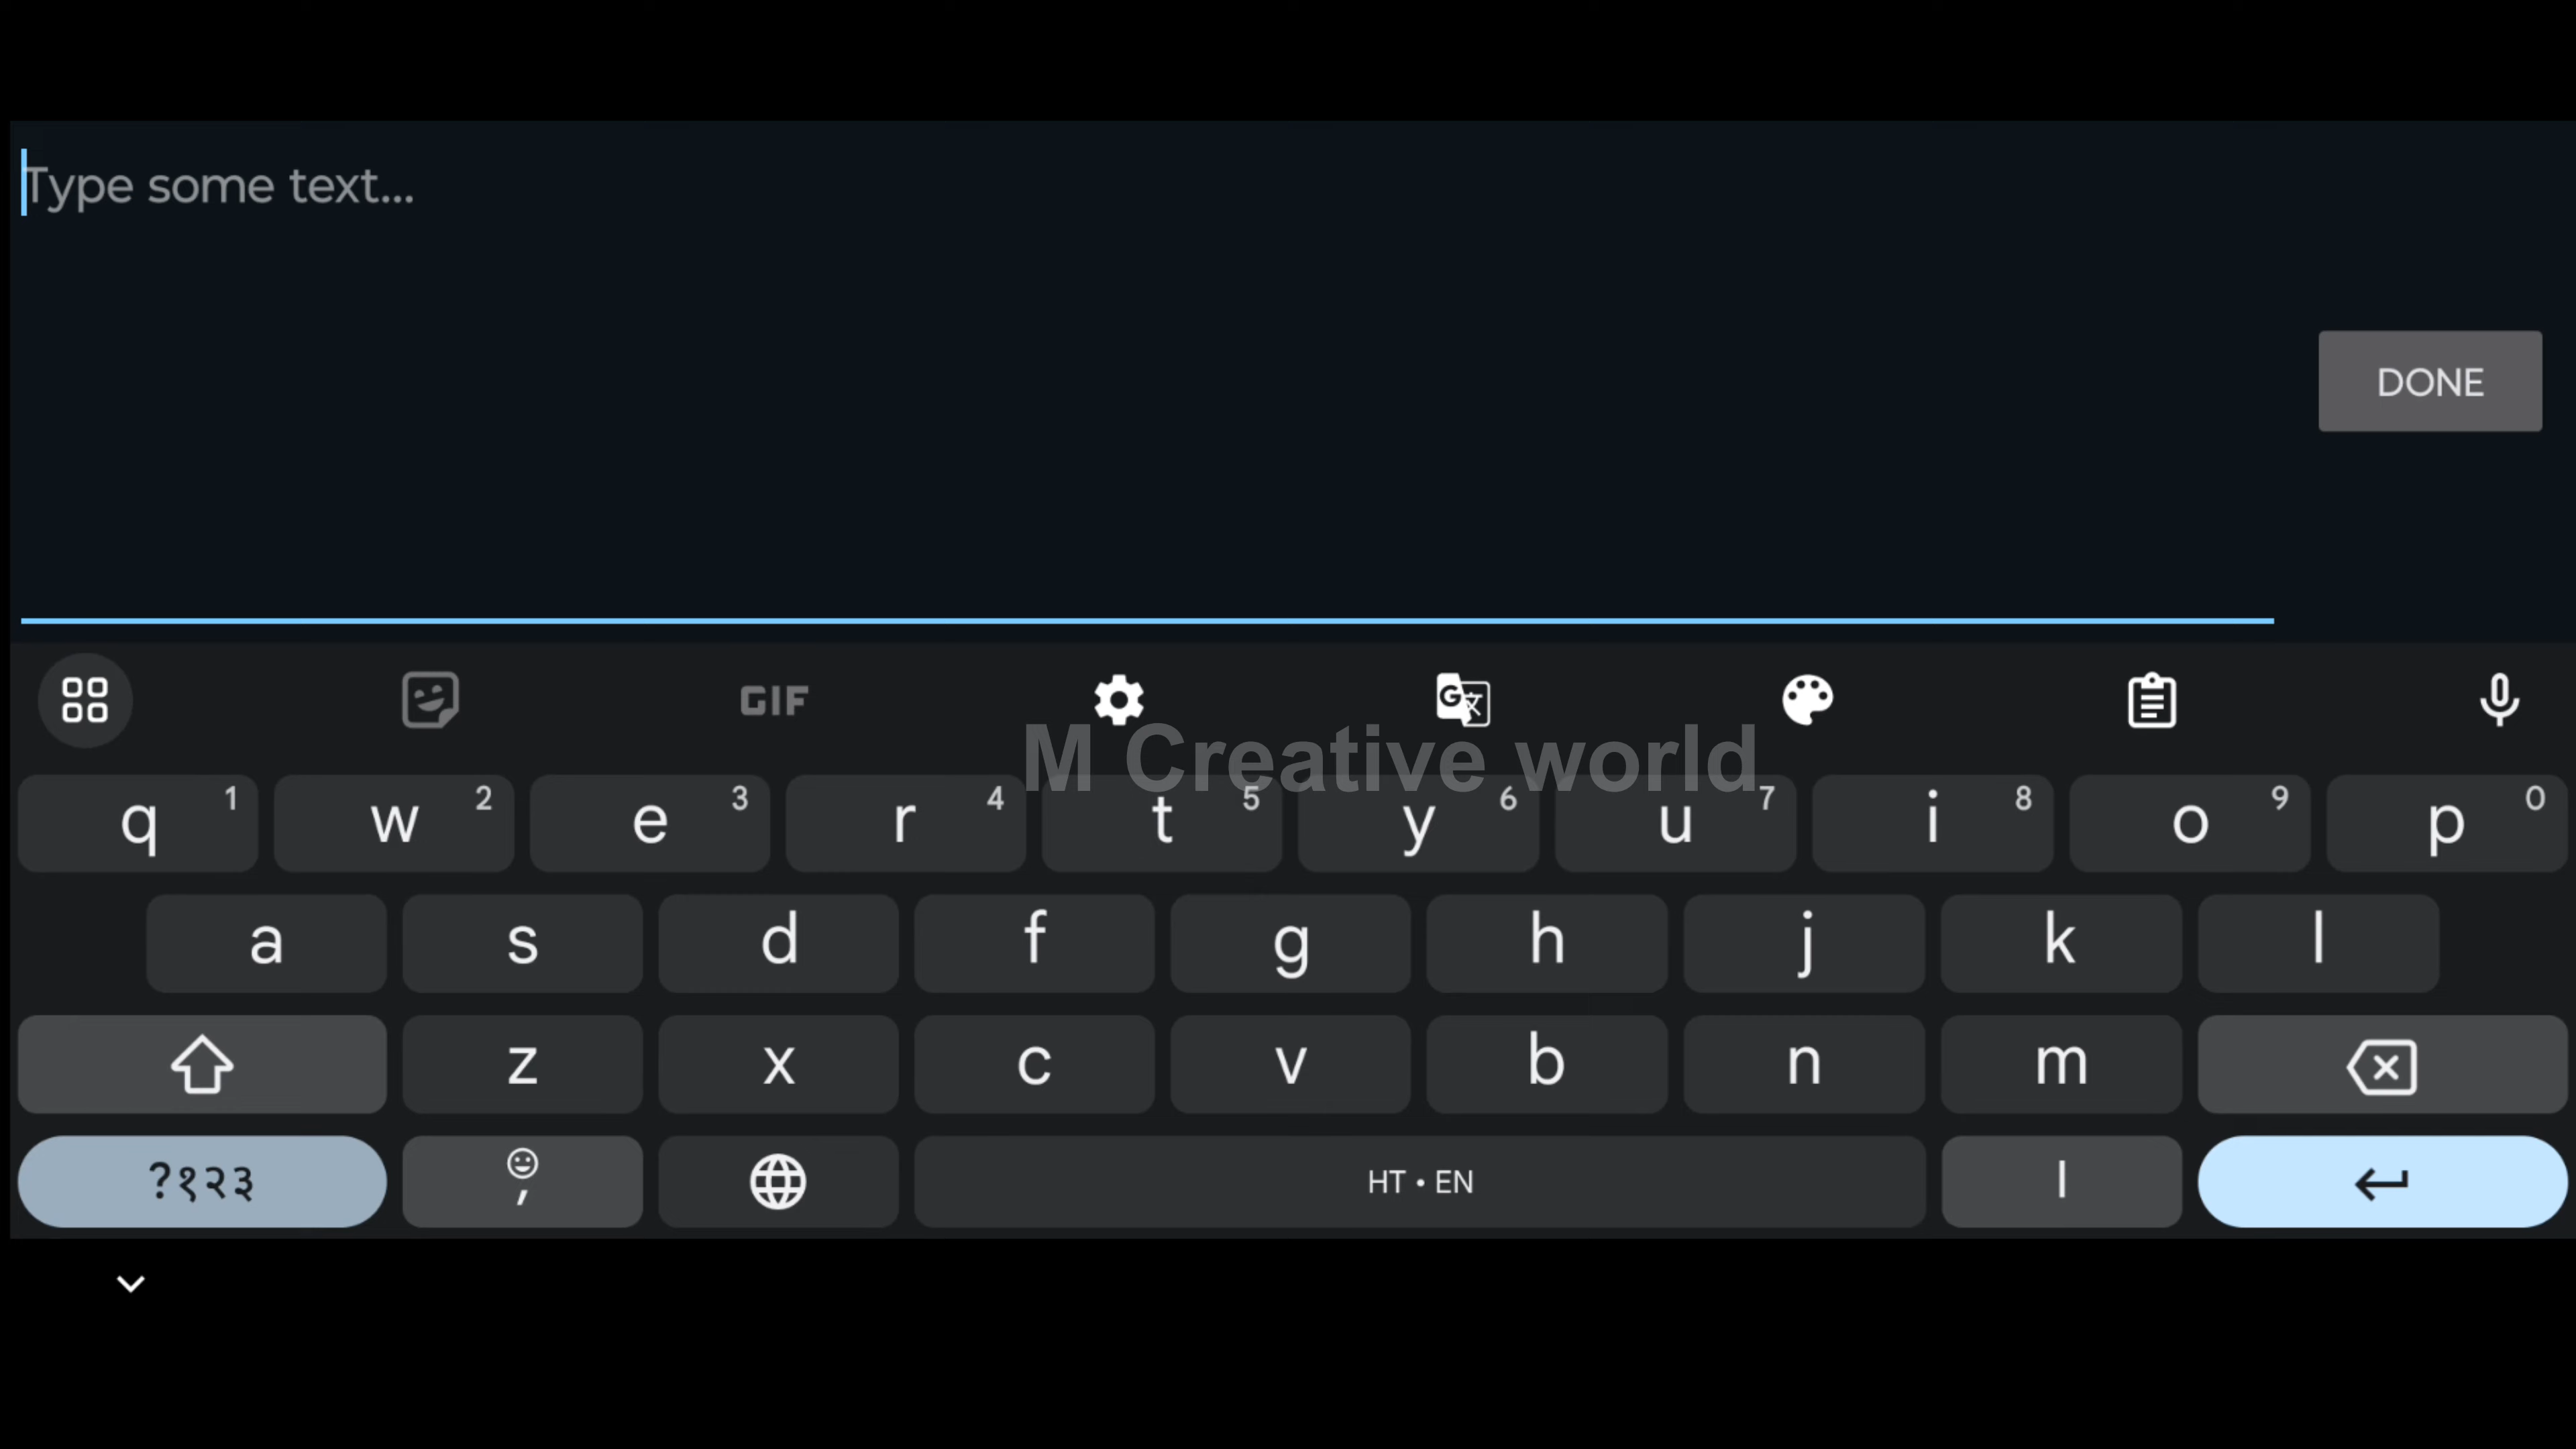 Type some text...
DONE
GIF
M Creative world
q 1 w 2 e 3 r 4 t 5 y 6 u 7 i 8 o 9 p 0
a s d f g h j k l
z x c v b n m
?१२३ , HT • EN ।